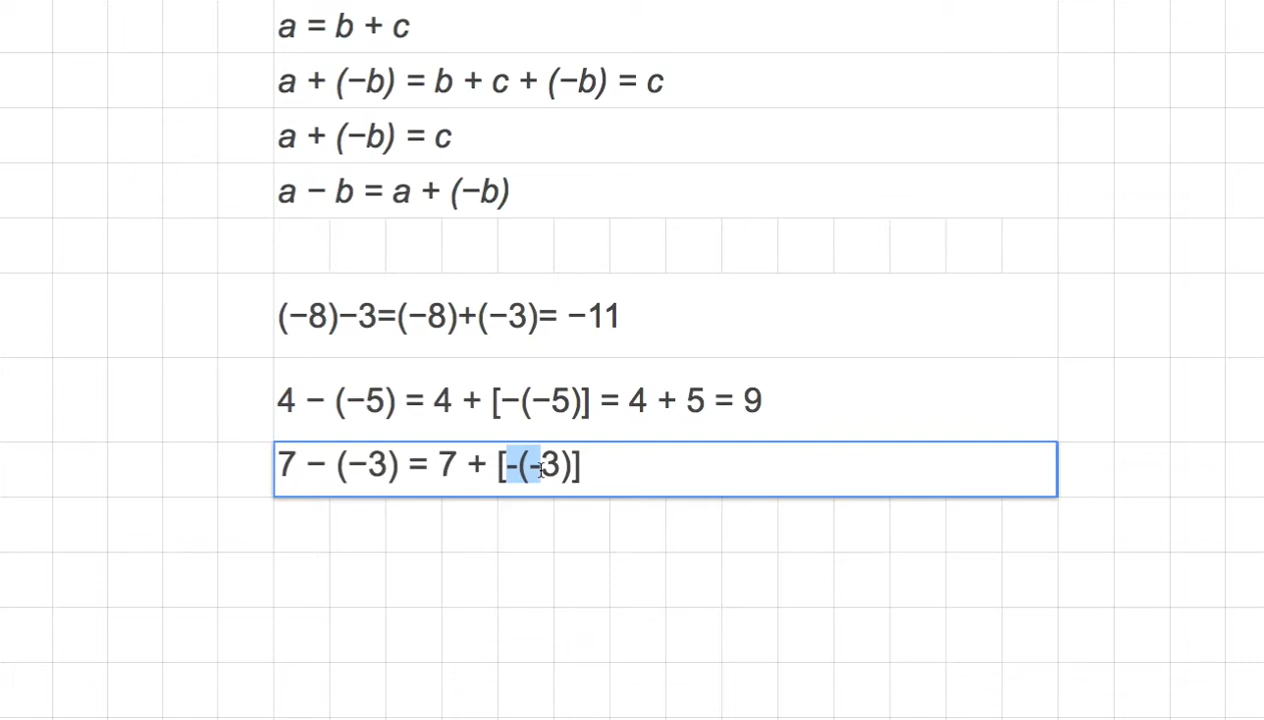 a = b + c
a + (−b) = b + c + (−b) = c
a + (−b) = c
a − b = a + (−b)
(−8)−3=(−8)+(−3)= −11
4 − (−5) = 4 + [−(−5)] = 4 + 5 = 9
7 − (−3) = 7 + [-(-3)]